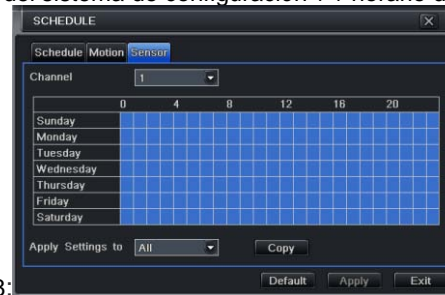 SCHEDULE
Schedule Motion Sensor
Channel 1
0 4 8 12 16 20
Sunday
Monday
Tuesday
Wednesday
Thursday
Friday
Saturday
Apply Settings to All Copy
Default Apply Exit